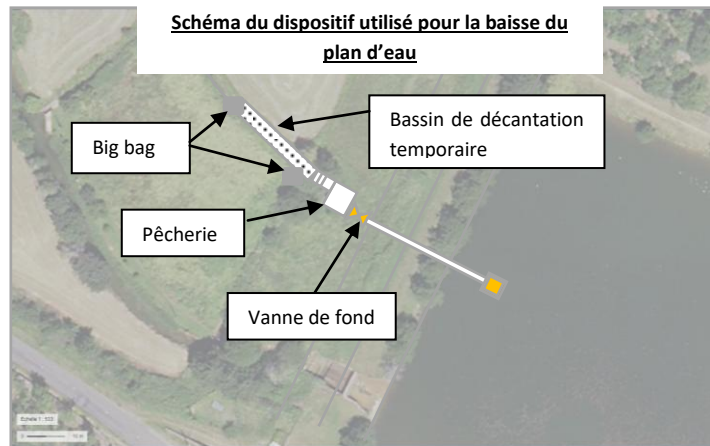 Schéma du dispositif utilisé pour la baisse du
plan d'eau
Big bag
Bassin de décantation
temporaire
Pêcherie
Vanne de fond